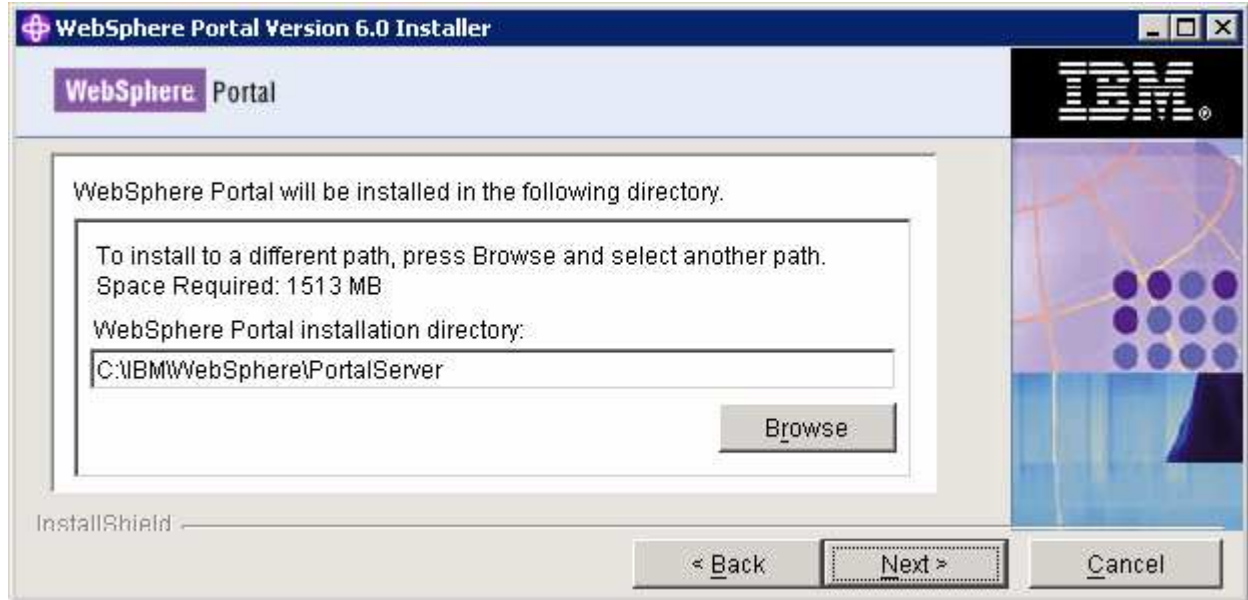 WebSphere Portal Version 6.0 Installer
WebSphere Portal
IBM®
WebSphere Portal will be installed in the following directory.
To install to a different path, press Browse and select another path.
Space Required: 1513 MB
WebSphere Portal installation directory:
C:\IBM\WebSphere\PortalServer
Browse
InstallShield
< Back
Next >
Cancel